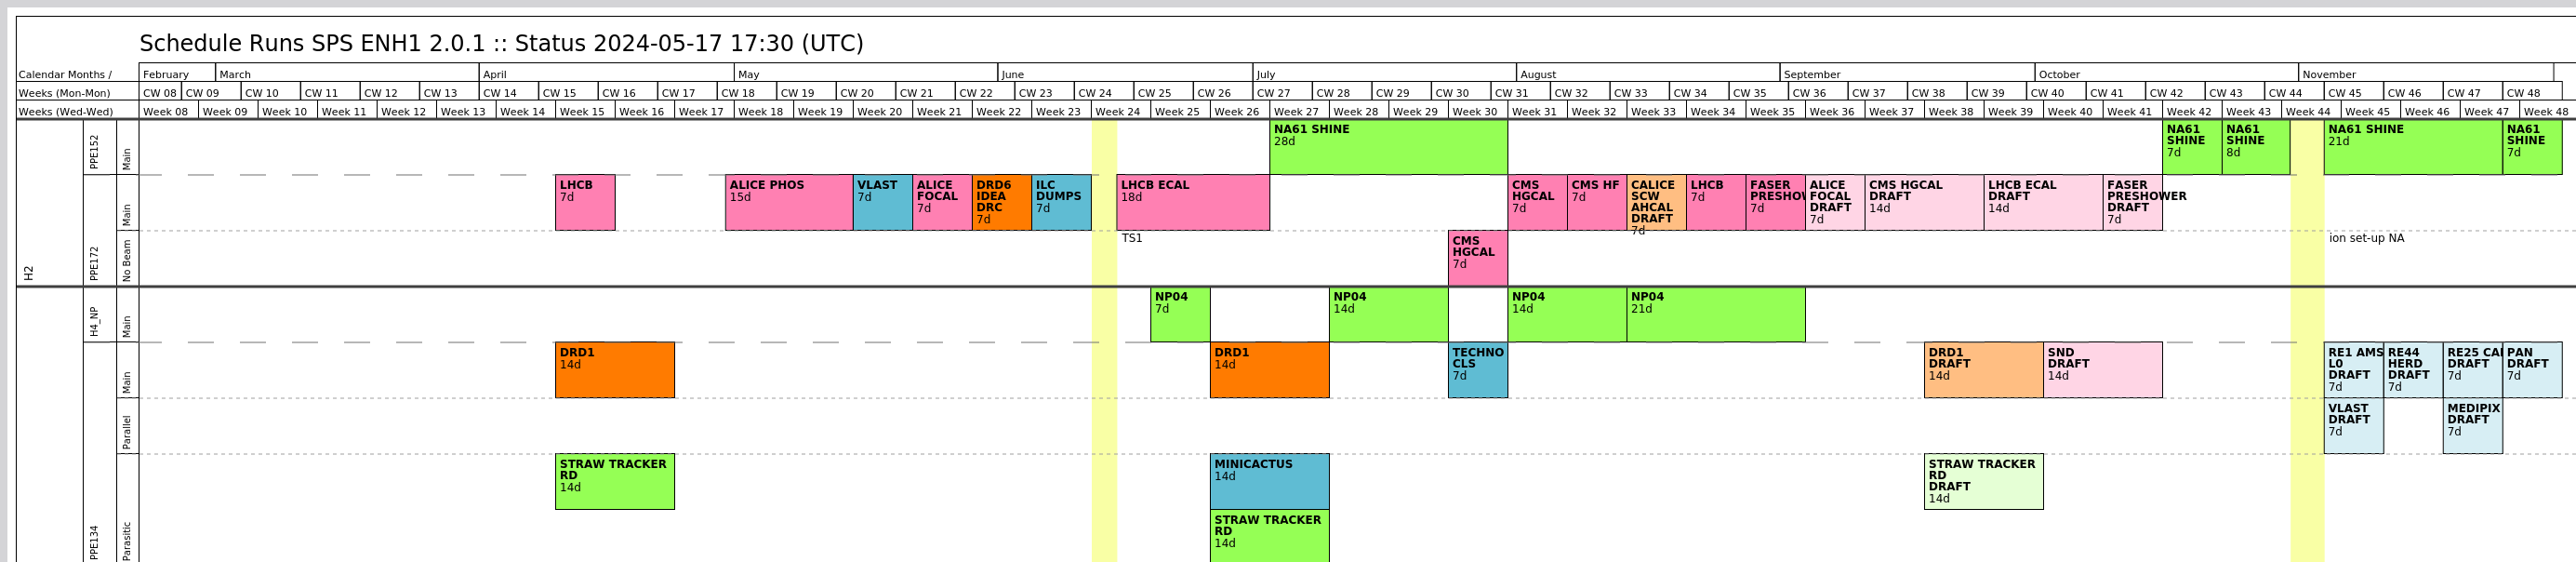 Schedule Runs SPS ENH1 2.0.1 :: Status 2024-05-17 17:30 (UTC)
Calendar Months / February March April May June July August September October November
Weeks (Mon-Mon) CW 08 CW 09 CW 10 CW 11 CW 12 CW 13 CW 14 CW 15 CW 16 CW 17 CW 18 CW 19 CW 20 CW 21 CW 22 CW 23 CW 24 CW 25 CW 26 CW 27 CW 28 CW 29 CW 30 CW 31 CW 32 CW 33 CW 34 CW 35 CW 36 CW 37 CW 38 CW 39 CW 40 CW 41 CW 42 CW 43 CW 44 CW 45 CW 46 CW 47 CW 48
Weeks (Wed-Wed) Week 08 Week 09 Week 10 Week 11 Week 12 Week 13 Week 14 Week 15 Week 16 Week 17 Week 18 Week 19 Week 20 Week 21 Week 22 Week 23 Week 24 Week 25 Week 26 Week 27 Week 28 Week 29 Week 30 Week 31 Week 32 Week 33 Week 34 Week 35 Week 36 Week 37 Week 38 Week 39 Week 40 Week 41 Week 42 Week 43 Week 44 Week 45 Week 46 Week 47 Week 48
H2
PPE152
Main
NA61 SHINE
28d
NA61
SHINE
7d
NA61
SHINE
8d
NA61 SHINE
21d
NA61
SHINE
7d
PPE172
Main
LHCB
7d
ALICE PHOS
15d
VLAST
7d
ALICE
FOCAL
7d
DRD6
IDEA
DRC
7d
ILC
DUMPS
7d
LHCB ECAL
18d
CMS
HGCAL
7d
CMS HF
7d
CALICE
SCW
AHCAL
DRAFT
7d
LHCB
7d
FASER
PRESHOW
7d
ALICE
FOCAL
DRAFT
7d
CMS HGCAL
DRAFT
14d
LHCB ECAL
DRAFT
14d
FASER
PRESHOWER
DRAFT
7d
No Beam
TS1
CMS
HGCAL
7d
ion set-up NA
H4_NP
Main
NP04
7d
NP04
14d
NP04
14d
NP04
21d
PPE134
Main
DRD1
14d
DRD1
14d
TECHNO
CLS
7d
DRD1
DRAFT
14d
SND
DRAFT
14d
RE1 AMS
L0
DRAFT
7d
RE44
HERD
DRAFT
7d
RE25 CAL
DRAFT
7d
PAN
DRAFT
7d
Parallel
VLAST
DRAFT
7d
MEDIPIX
DRAFT
7d
Parasitic
STRAW TRACKER
RD
14d
MINICACTUS
14d
STRAW TRACKER
RD
DRAFT
14d
STRAW TRACKER
RD
14d